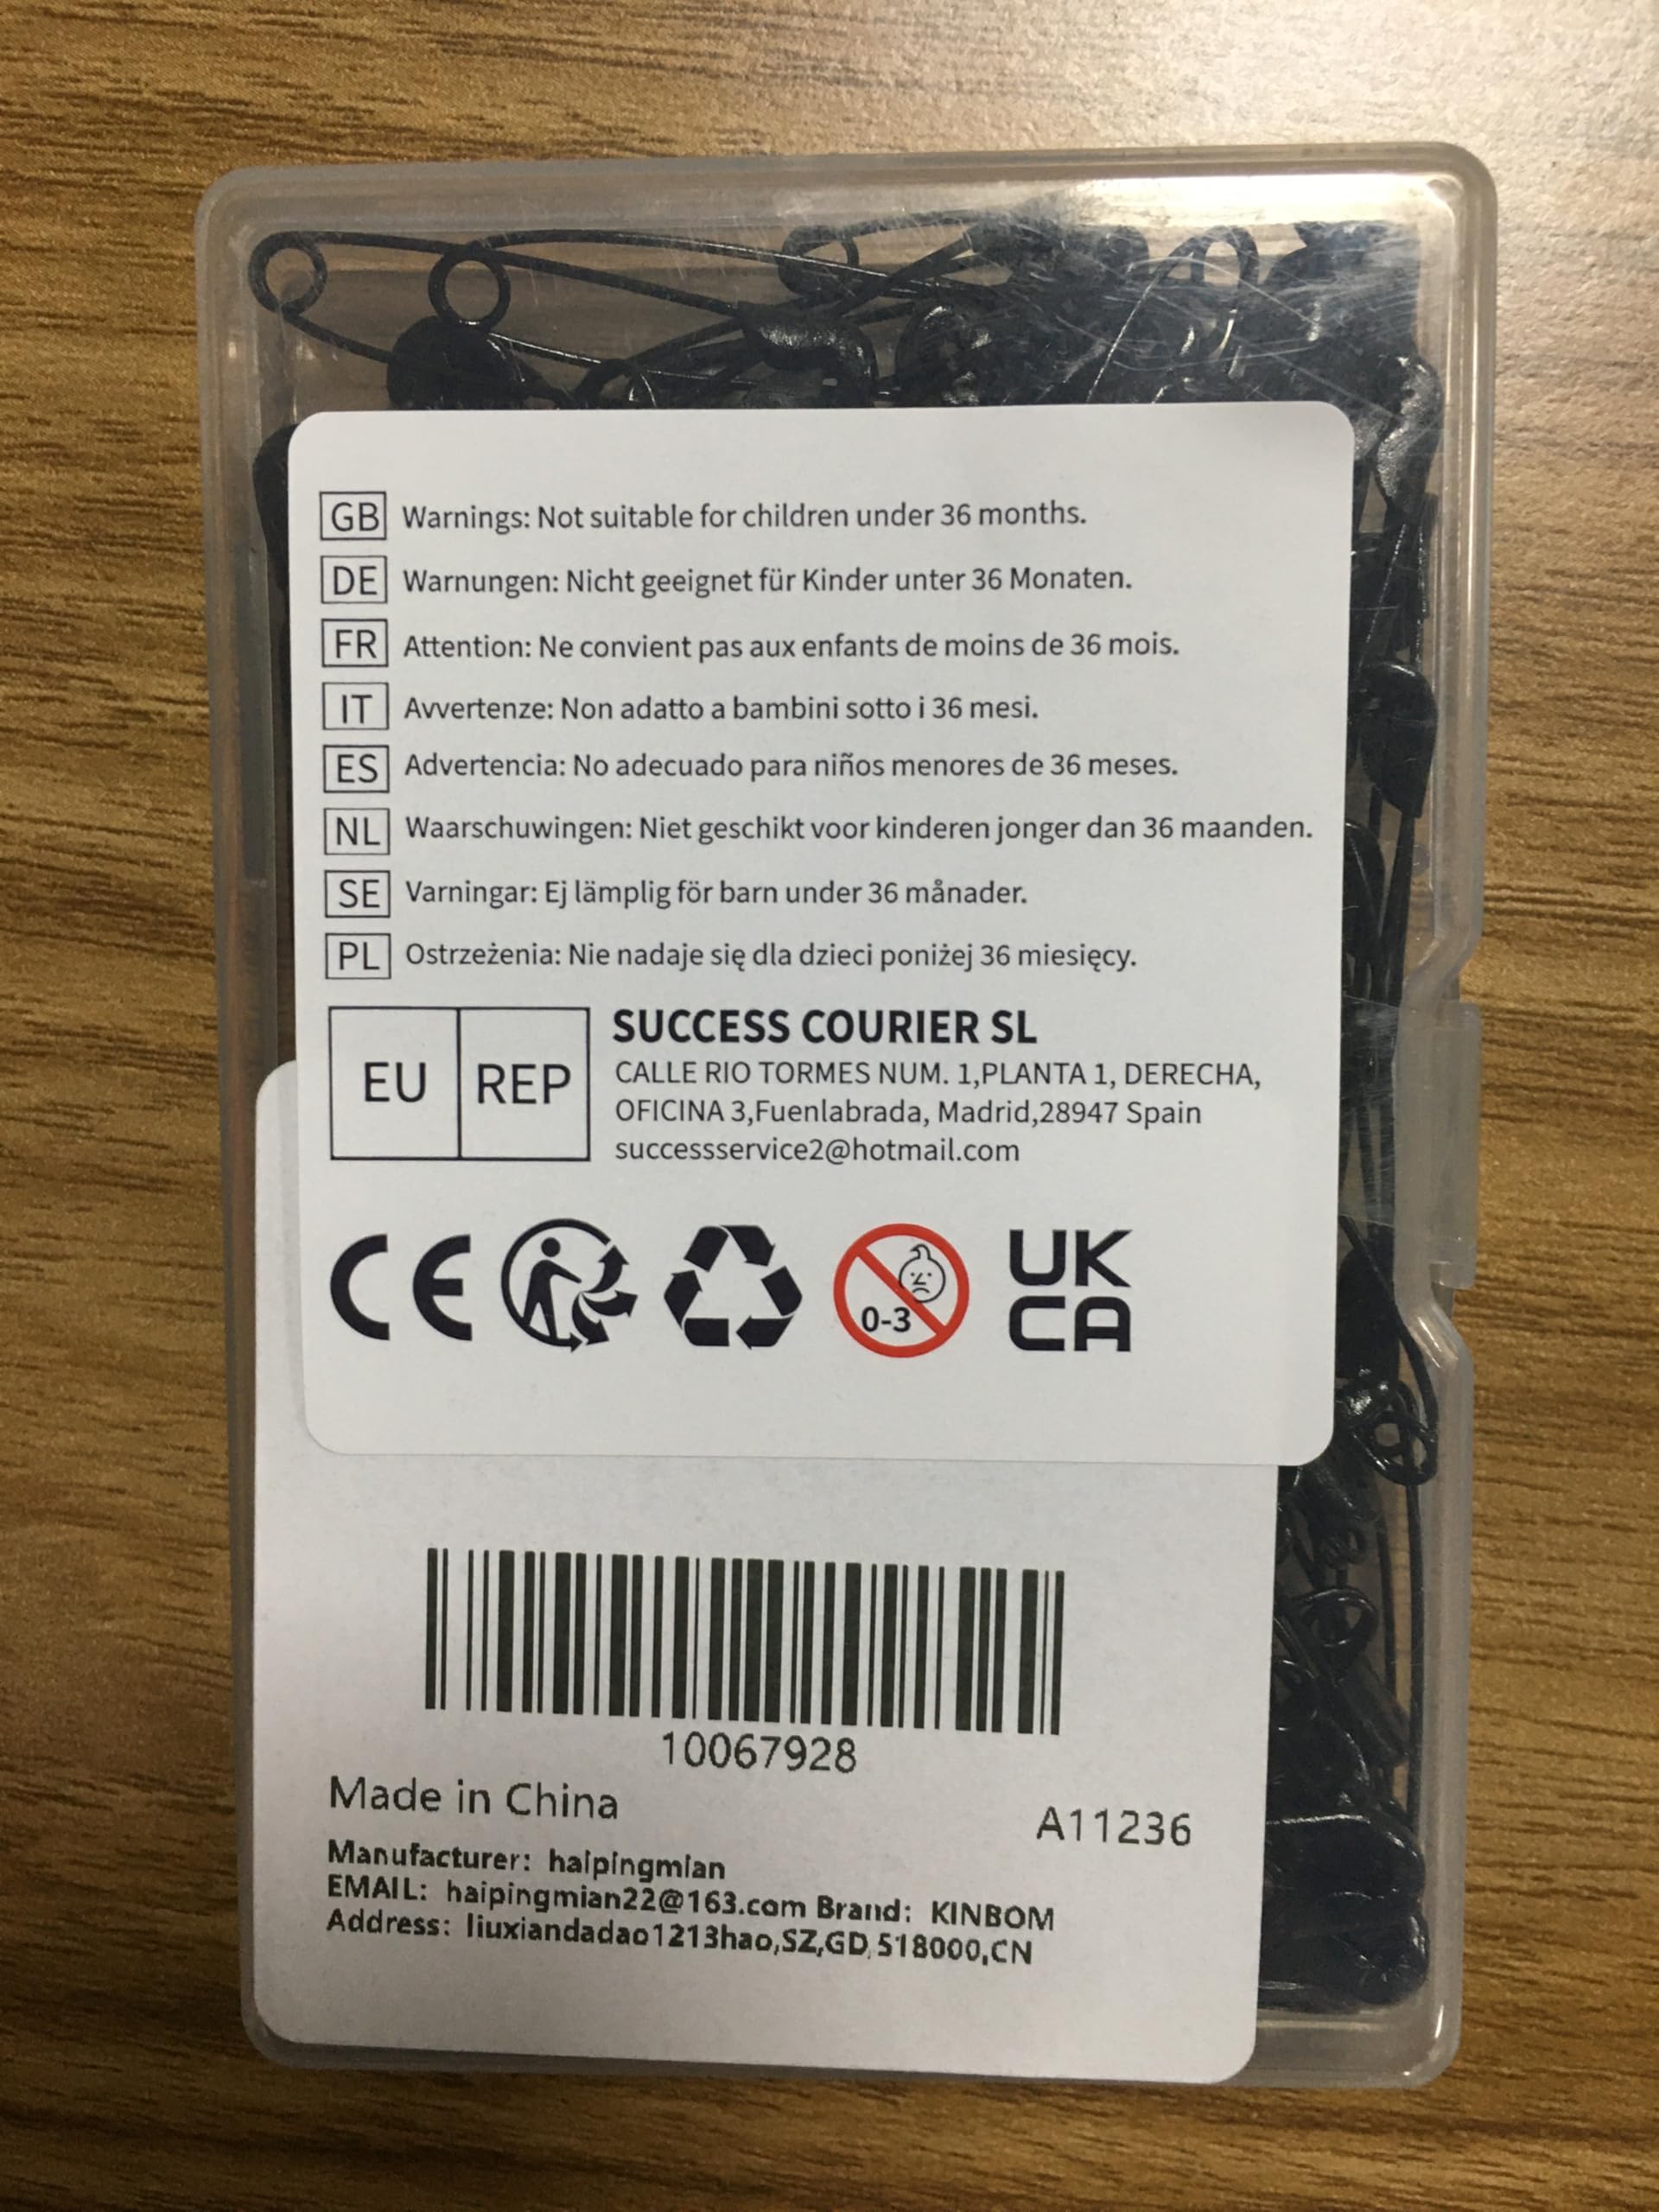 GB Warnings: Not suitable for children under 36 months.
DE Warnungen: Nicht geeignet für Kinder unter 36 Monaten.
FR Attention: Ne convient pas aux enfants de moins de 36 mois.
IT Avvertenze: Non adatto a bambini sotto i 36 mesi.
ES Advertencia: No adecuado para niños menores de 36 meses.
NL Waarschuwingen: Niet geschikt voor kinderen jonger dan 36 maanden.
SE Varningar: Ej lämplig för barn under 36 månader.
PL Ostrzeżenia: Nie nadaje się dla dzieci poniżej 36 miesięcy.
EU REP
SUCCESS COURIER SL
CALLE RIO TORMES NUM. 1,PLANTA 1, DERECHA,
OFICINA 3,Fuenlabrada, Madrid,28947 Spain
successservice2@hotmail.com
CE
0-3
UK
CA
10067928
Made in China
A11236
Manufacturer: haipingmian
EMAIL: haipingmian22@163.com Brand: KINBOM
Address: liuxiandadao1213hao,SZ,GD,518000,CN